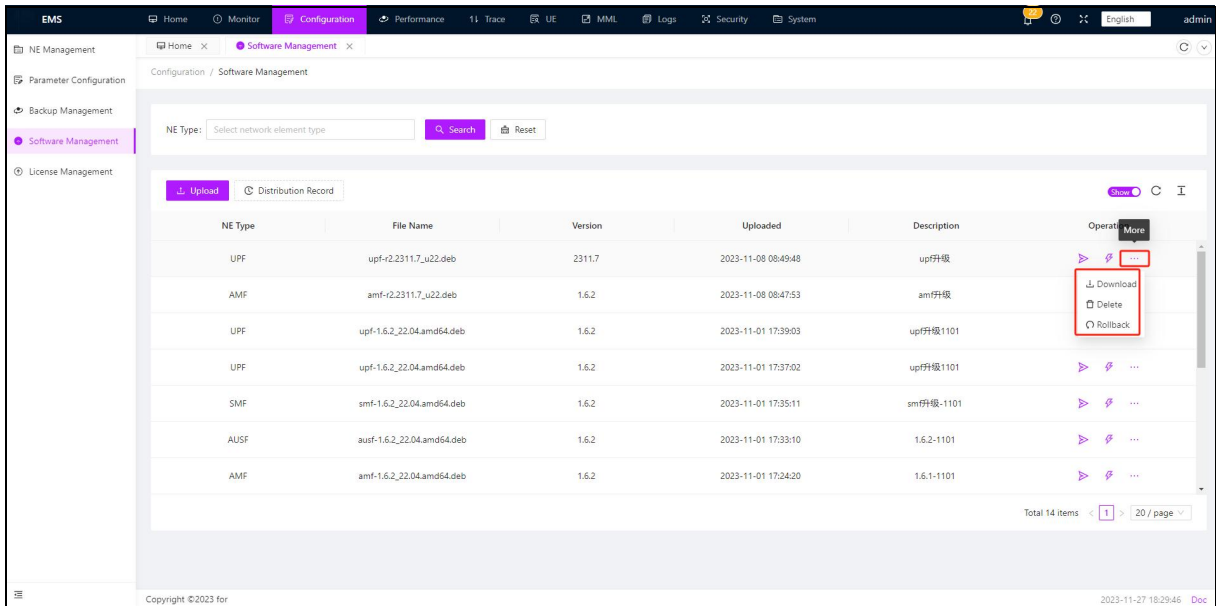 EMS Home Monitor Configuration Performance Trace UE MML Logs Security System 22 English admin
NE Management
Home Software Management
Parameter Configuration
Configuration / Software Management
Backup Management
Software Management
NE Type: Select network element type Search Reset
License Management
Upload Distribution Record Show
NE Type File Name Version Uploaded Description
More
UPF upf-r2.2311.7_u22.deb 2311.7 2023-11-08 08:49:48 upf升级 ...
Download
AMF amf-r2.2311.7_u22.deb 1.6.2 2023-11-08 08:47:53 amf升级
Delete
Rollback
UPF upf-1.6.2_22.04.amd64.deb 1.6.2 2023-11-01 17:39:03 upf升级1101
UPF upf-1.6.2_22.04.amd64.deb 1.6.2 2023-11-01 17:37:02 upf升级1101 ...
SMF smf-1.6.2_22.04.amd64.deb 1.6.2 2023-11-01 17:35:11 smf升级-1101 ...
AUSF ausf-1.6.2_22.04.amd64.deb 1.6.2 2023-11-01 17:33:10 1.6.2-1101 ...
AMF amf-1.6.2_22.04.amd64.deb 1.6.2 2023-11-01 17:24:20 1.6.1-1101 ...
Total 14 items < 1 > 20 / page
Copyright ©2023 for 2023-11-27 18:29:46 Doc